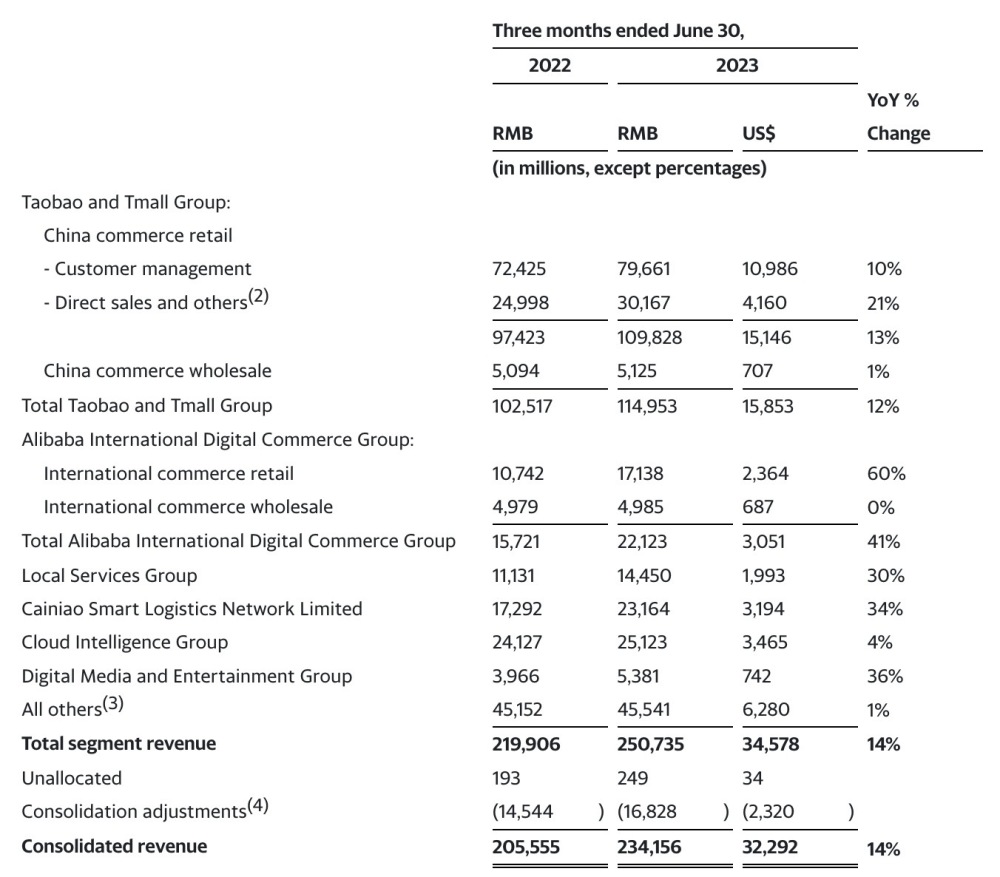 Three months ended June 30,
2022 2023
YoY %
RMB RMB US$ Change
(in millions, except percentages)
Taobao and Tmall Group:
China commerce retail
- Customer management 72,425 79,661 10,986 10%
- Direct sales and others(2) 24,998 30,167 4,160 21%
97,423 109,828 15,146 13%
China commerce wholesale 5,094 5,125 707 1%
Total Taobao and Tmall Group 102,517 114,953 15,853 12%
Alibaba International Digital Commerce Group:
International commerce retail 10,742 17,138 2,364 60%
International commerce wholesale 4,979 4,985 687 0%
Total Alibaba International Digital Commerce Group 15,721 22,123 3,051 41%
Local Services Group 11,131 14,450 1,993 30%
Cainiao Smart Logistics Network Limited 17,292 23,164 3,194 34%
Cloud Intelligence Group 24,127 25,123 3,465 4%
Digital Media and Entertainment Group 3,966 5,381 742 36%
All others(3) 45,152 45,541 6,280 1%
Total segment revenue 219,906 250,735 34,578 14%
Unallocated 193 249 34
Consolidation adjustments(4) (14,544 ) (16,828 ) (2,320 )
Consolidated revenue 205,555 234,156 32,292 14%